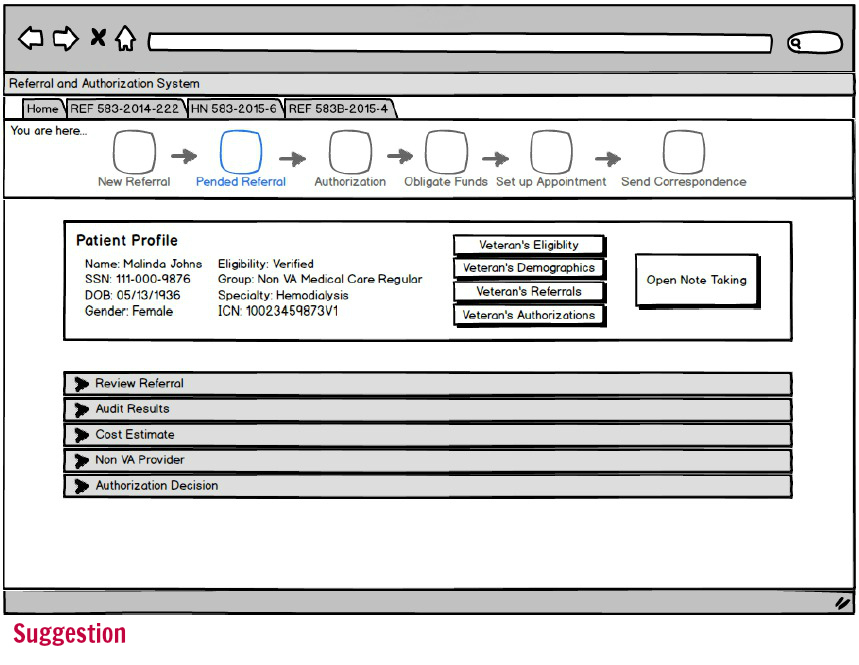 Referral and Authorization System
Home REF 583-2014-222 HN 583-2015-6 REF 583B-2015-4
You are here...
New Referral Pended Referral Authorization Obligate Funds Set up Appointment Send Correspondence
Patient Profile
Name: Malinda Johns Eligibility: Verified
SSN: 111-000-9876 Group: Non VA Medical Care Regular
DOB: 05/13/1936 Specialty: Hemodialysis
Gender: Female ICN: 10023459873V1
Veteran's Eligiblity
Veteran's Demographics
Veteran's Referrals
Veteran's Authorizations
Open Note Taking
Review Referral
Audit Results
Cost Estimate
Non VA Provider
Authorization Decision
Suggestion